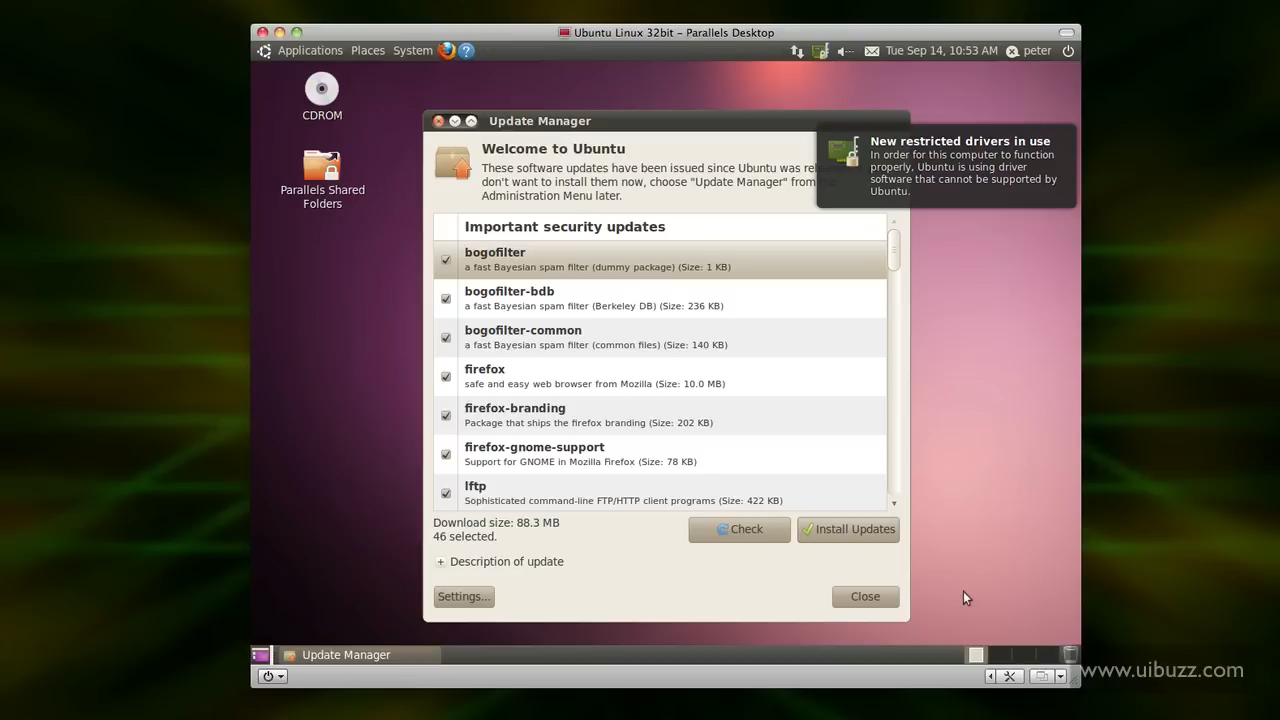 Ubuntu Linux 32bit – Parallels Desktop
Applications Places System
Tue Sep 14, 10:53 AM peter
CDROM
Parallels Shared
Folders
Update Manager
Welcome to Ubuntu
These software updates have been issued since Ubuntu was
don't want to install them now, choose "Update Manager" from
Administration Menu later.
New restricted drivers in use
In order for this computer to function
properly, Ubuntu is using driver
software that cannot be supported by
Ubuntu.
Important security updates
bogofilter
a fast Bayesian spam filter (dummy package) (Size: 1 KB)
bogofilter-bdb
a fast Bayesian spam filter (Berkeley DB) (Size: 236 KB)
bogofilter-common
a fast Bayesian spam filter (common files) (Size: 140 KB)
firefox
safe and easy web browser from Mozilla (Size: 10.0 MB)
firefox-branding
Package that ships the firefox branding (Size: 202 KB)
firefox-gnome-support
Support for GNOME in Mozilla Firefox (Size: 78 KB)
lftp
Sophisticated command-line FTP/HTTP client programs (Size: 422 KB)
Download size: 88.3 MB
46 selected.
Check
Install Updates
Description of update
Settings...
Close
Update Manager
www.uibuzz.com